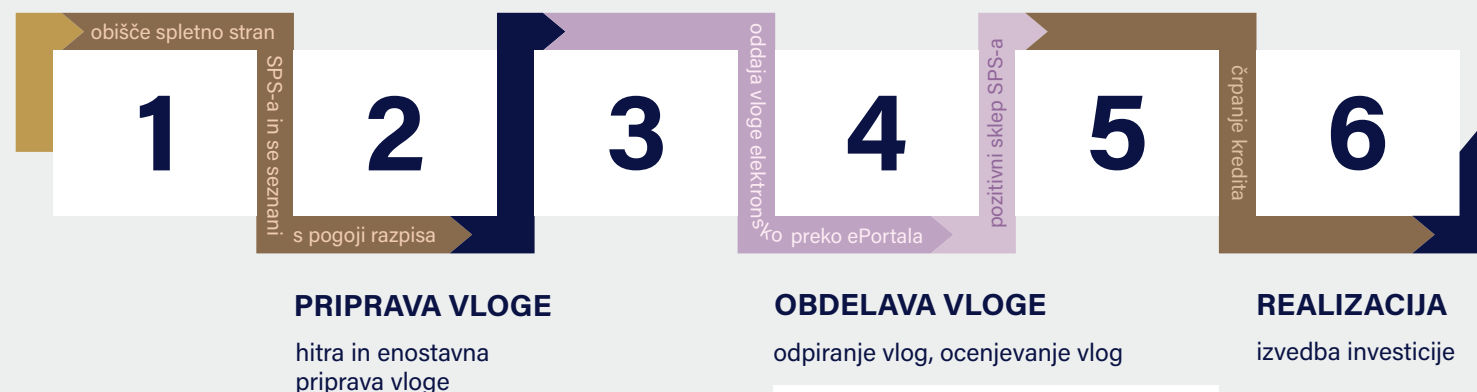 obišče spletno stran
SPS-a in se seznani
s pogoji razpisa
oddaja vloge elektronsko
preko ePortala
pozitivni sklep SPS-a
črpanje kredita
1
2
3
4
5
6
PRIPRAVA VLOGE
hitra in enostavna
priprava vloge
OBDELAVA VLOGE
odpiranje vlog, ocenjevanje vlog
REALIZACIJA
izvedba investicije